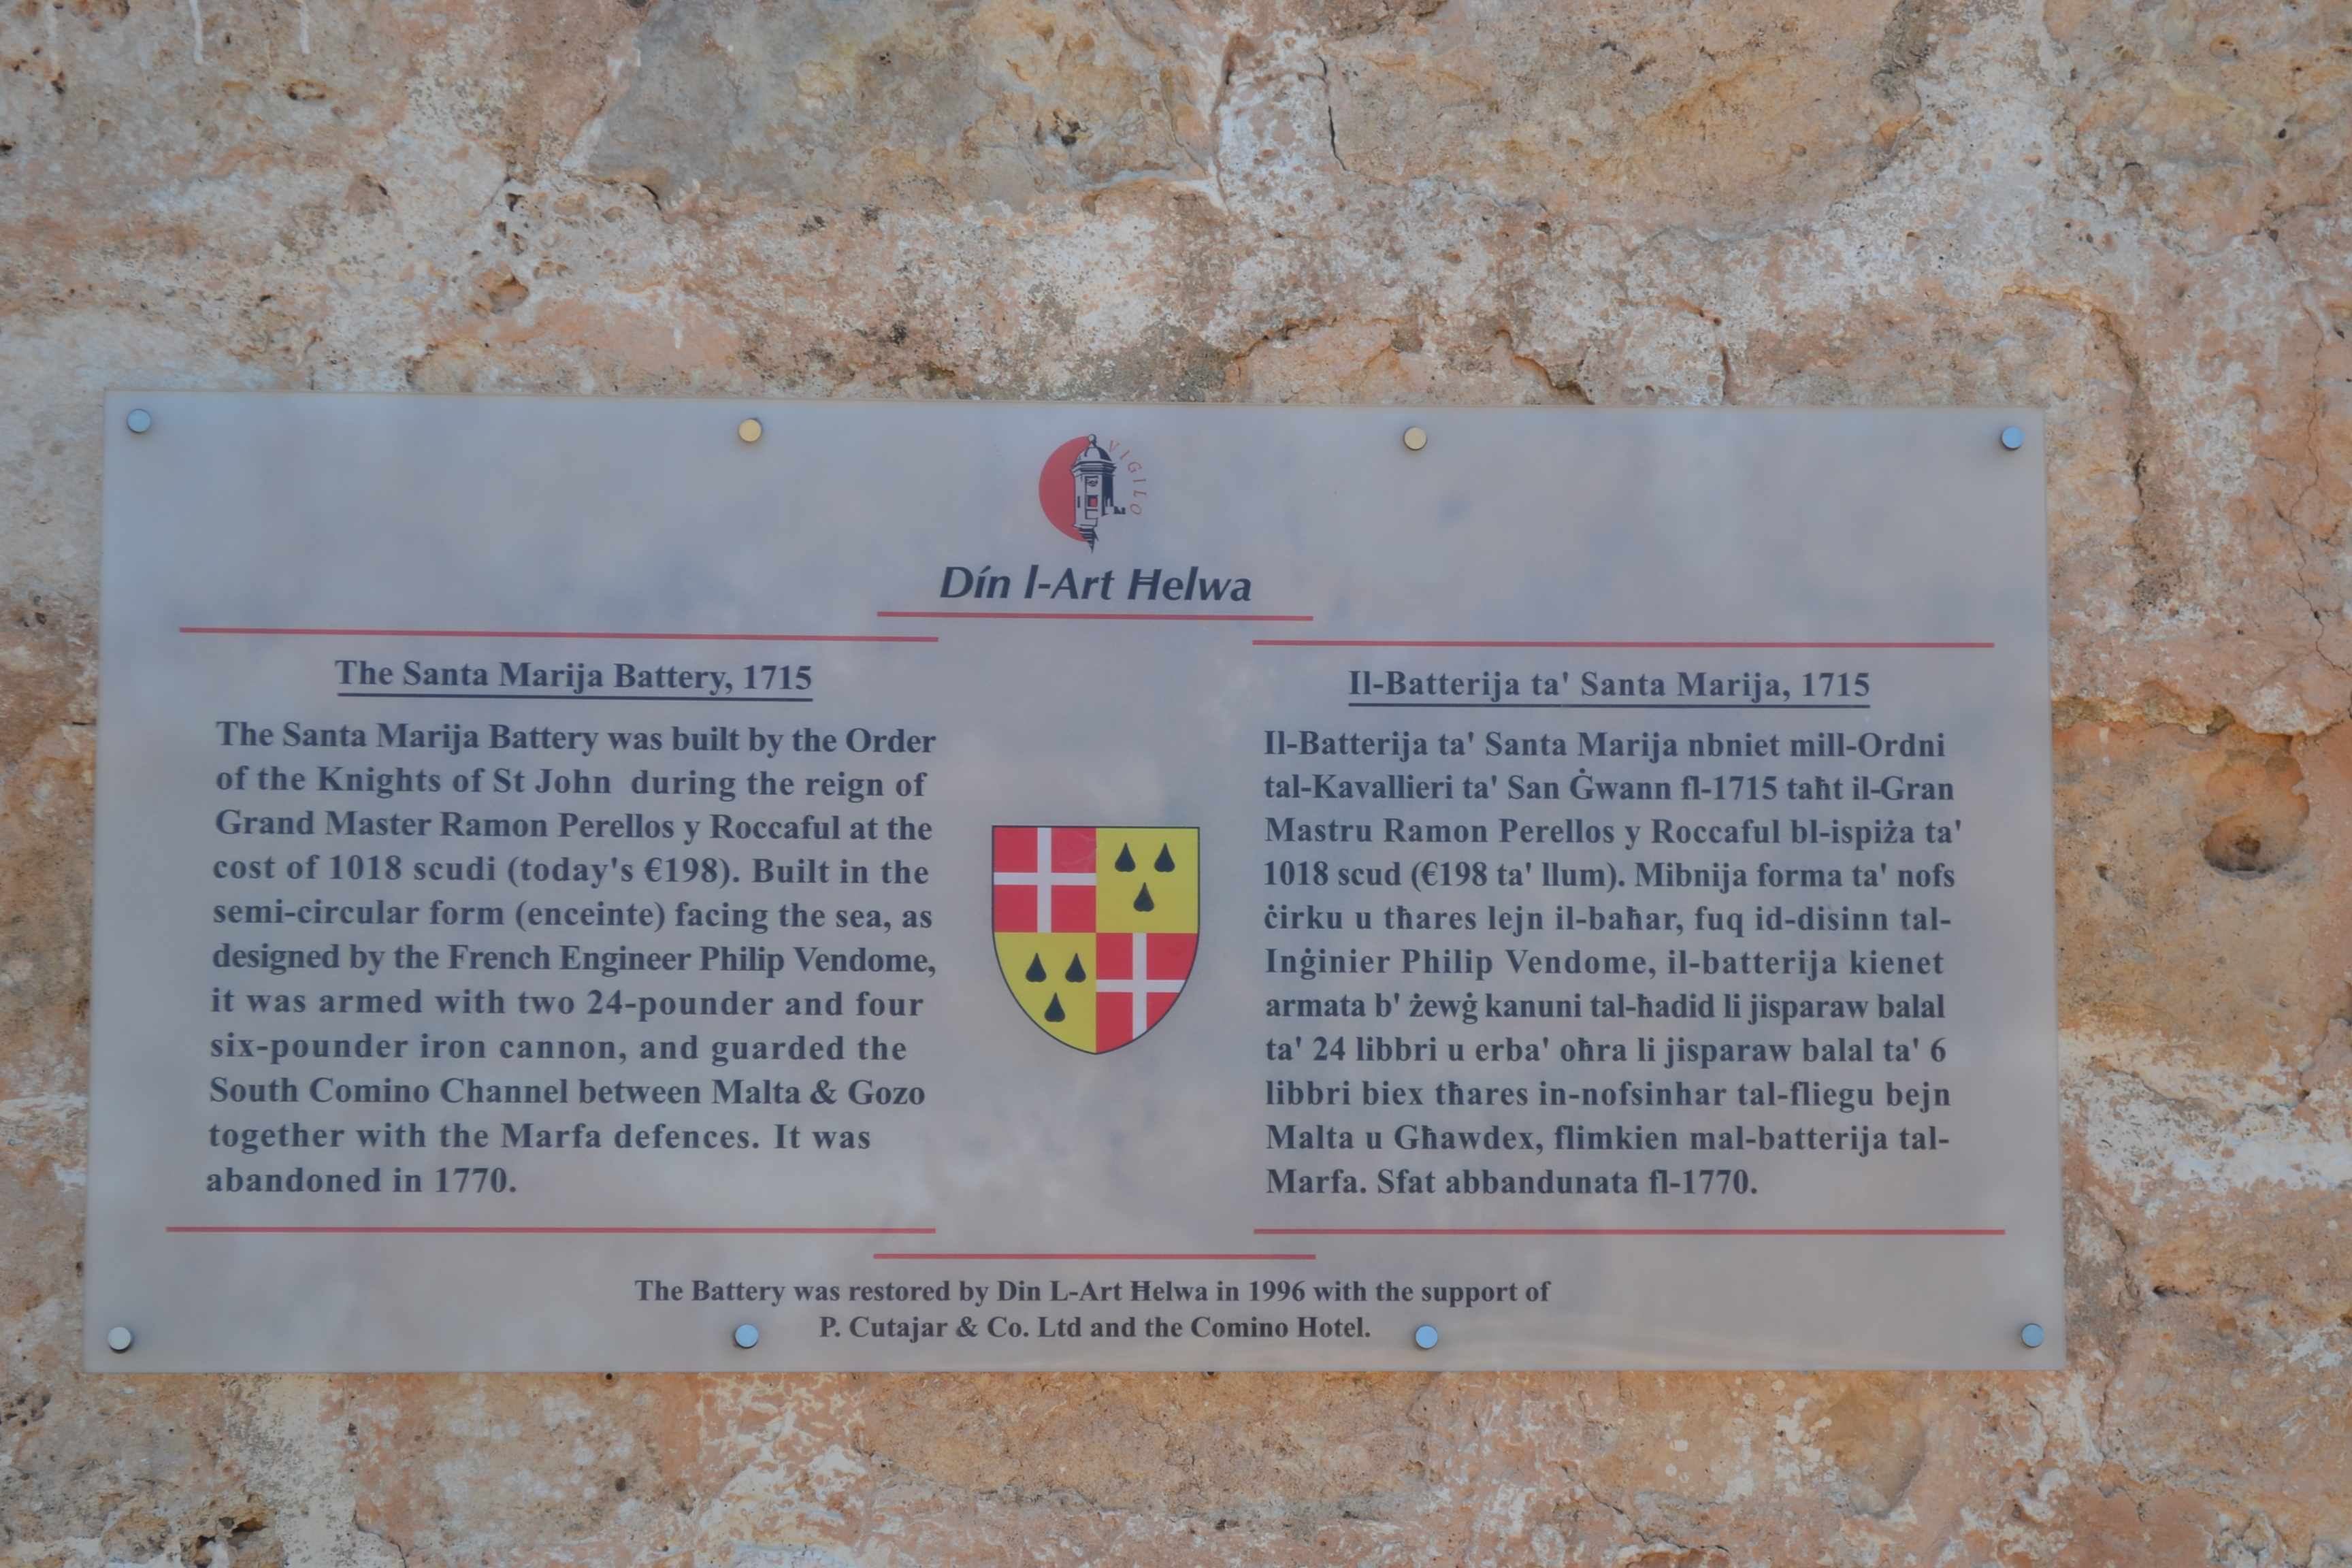 VIGILO
Dín l-Art Ħelwa
The Santa Marija Battery, 1715
The Santa Marija Battery was built by the Order
of the Knights of St John during the reign of
Grand Master Ramon Perellos y Roccaful at the
cost of 1018 scudi (today's €198). Built in the
semi-circular form (enceinte) facing the sea, as
designed by the French Engineer Philip Vendome,
it was armed with two 24-pounder and four
six-pounder iron cannon, and guarded the
South Comino Channel between Malta & Gozo
together with the Marfa defences. It was
abandoned in 1770.
Il-Batterija ta' Santa Marija, 1715
Il-Batterija ta' Santa Marija nbniet mill-Ordni
tal-Kavallieri ta' San Ġwann fl-1715 taħt il-Gran
Mastru Ramon Perellos y Roccaful bl-ispiża ta'
1018 scud (€198 ta' llum). Mibnija forma ta' nofs
ċirku u tħares lejn il-baħar, fuq id-disinn tal-
Inġinier Philip Vendome, il-batterija kienet
armata b' żewġ kanuni tal-ħadid li jisparaw balal
ta' 24 libbri u erba' oħra li jisparaw balal ta' 6
libbri biex tħares in-nofsinhar tal-fliegu bejn
Malta u Għawdex, flimkien mal-batterija tal-
Marfa. Sfat abbandunata fl-1770.
The Battery was restored by Din L-Art Ħelwa in 1996 with the support of
P. Cutajar & Co. Ltd and the Comino Hotel.